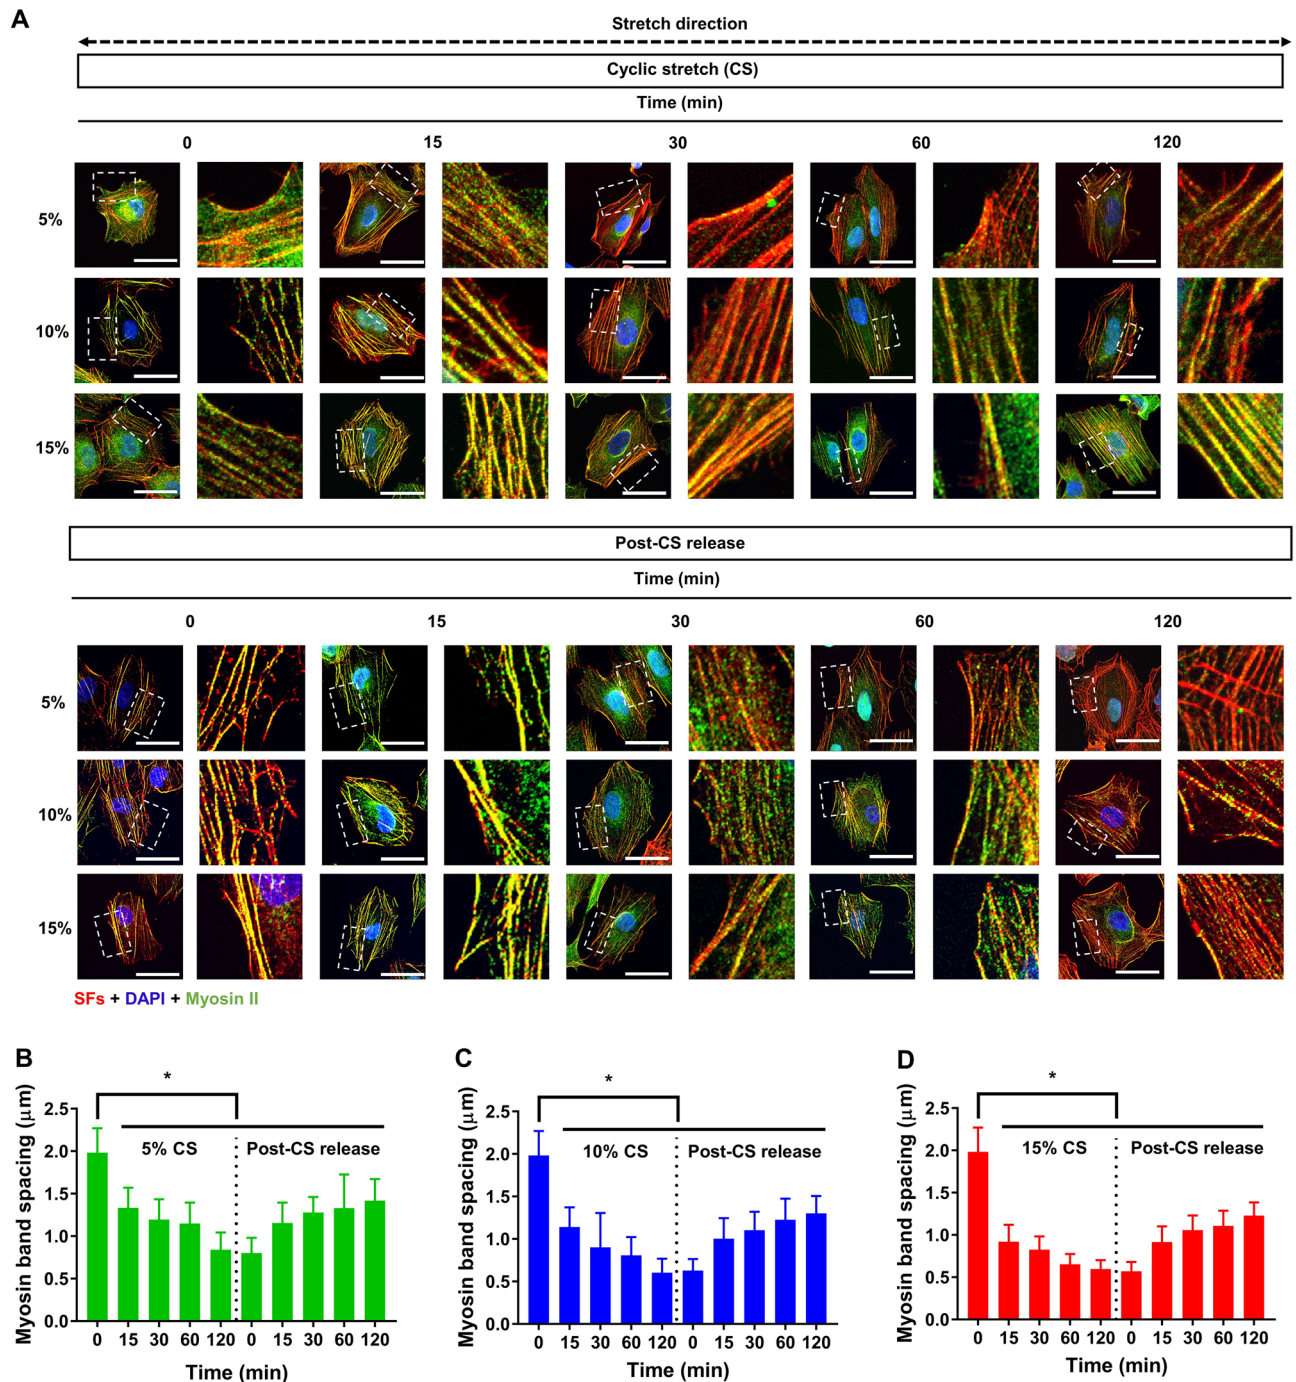 A
Stretch direction
Cyclic stretch (CS)
Time (min)
0 15 30 60 120
5%
10%
15%
Post-CS release
Time (min)
0 15 30 60 120
5%
10%
15%
SFs + DAPI + Myosin II
B
*
Myosin band spacing (μm)
2.5
2.0
1.5
1.0
0.5
0.0
5% CS
Post-CS release
0 15 30 60 120 0 15 30 60 120
Time (min)
C
*
Myosin band spacing (μm)
2.5
2.0
1.5
1.0
0.5
0.0
10% CS
Post-CS release
0 15 30 60 120 0 15 30 60 120
Time (min)
D
*
Myosin band spacing (μm)
2.5
2.0
1.5
1.0
0.5
0.0
15% CS
Post-CS release
0 15 30 60 120 0 15 30 60 120
Time (min)